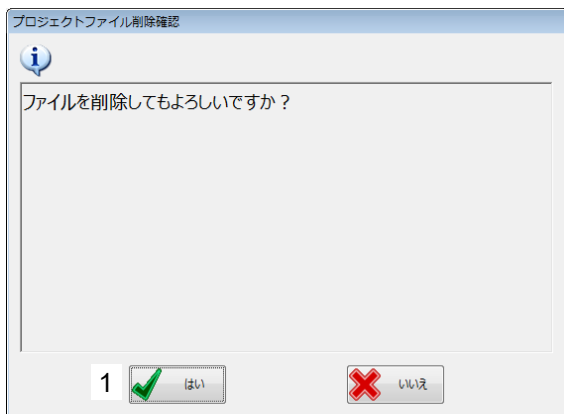 プロジェクトファイル削除確認
ファイルを削除してもよろしいですか？
1 はい いいえ